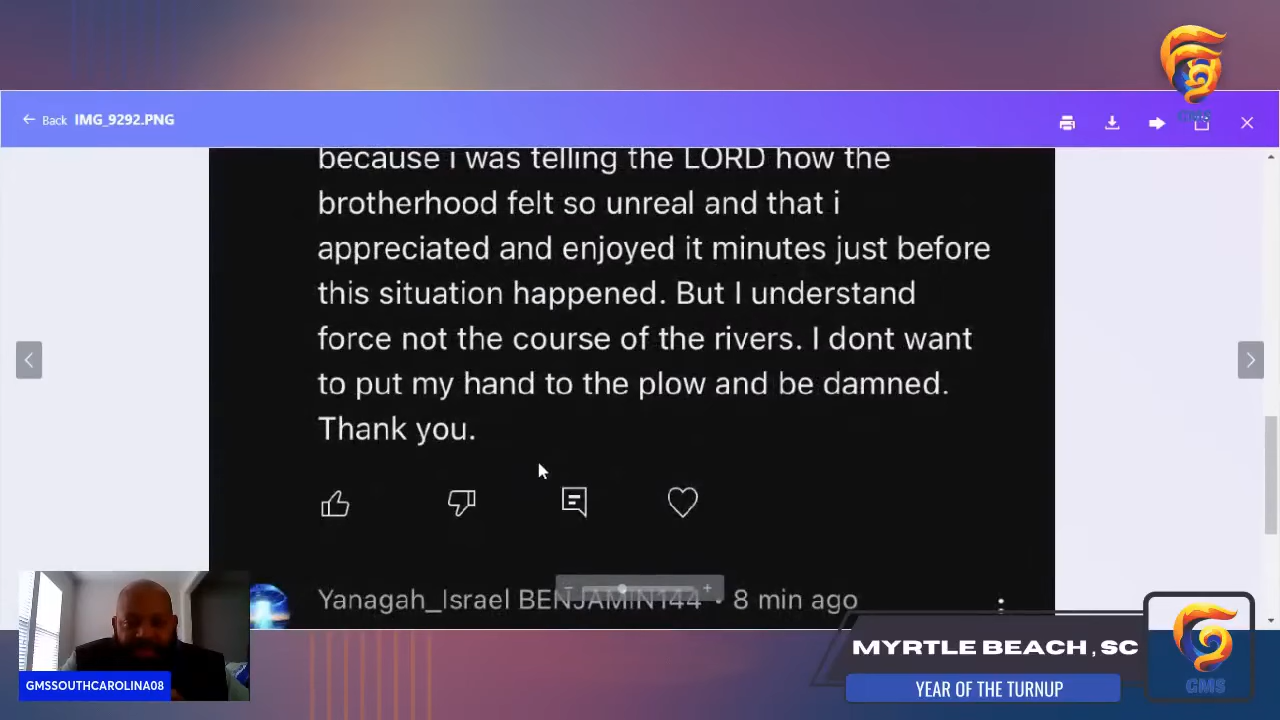 Back IMG_9292.PNG
GMS
because i was telling the LORD how the
brotherhood felt so unreal and that i
appreciated and enjoyed it minutes just before
this situation happened. But I understand
force not the course of the rivers. I dont want
to put my hand to the plow and be damned.
Thank you.
Yanagah_Israel BENJAMIN144 • 8 min ago
GMSSOUTHCAROLINA08
MYRTLE BEACH , SC
YEAR OF THE TURNUP
GMS